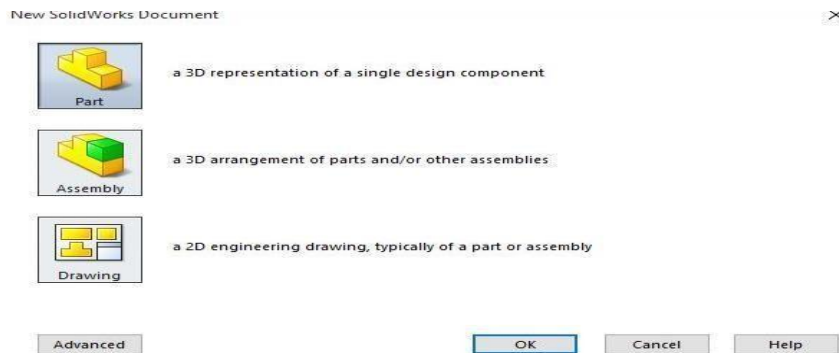 New SolidWorks Document
a 3D representation of a single design component
Part
a 3D arrangement of parts and/or other assemblies
Assembly
a 2D engineering drawing, typically of a part or assembly
Drawing
Advanced OK Cancel Help